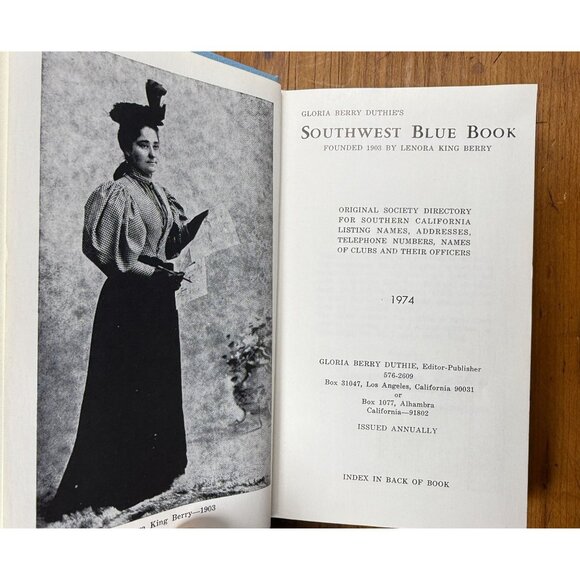 King Berry—1903
GLORIA BERRY DUTHIE'S
SOUTHWEST BLUE BOOK
FOUNDED 1903 BY LENORA KING BERRY
ORIGINAL SOCIETY DIRECTORY
FOR SOUTHERN CALIFORNIA
LISTING NAMES, ADDRESSES,
TELEPHONE NUMBERS, NAMES
OF CLUBS AND THEIR OFFICERS
1974
GLORIA BERRY DUTHIE, Editor-Publisher
576-2609
Box 31047, Los Angeles, California 90031
or
Box 1077, Alhambra
California—91802
ISSUED ANNUALLY
INDEX IN BACK OF BOOK